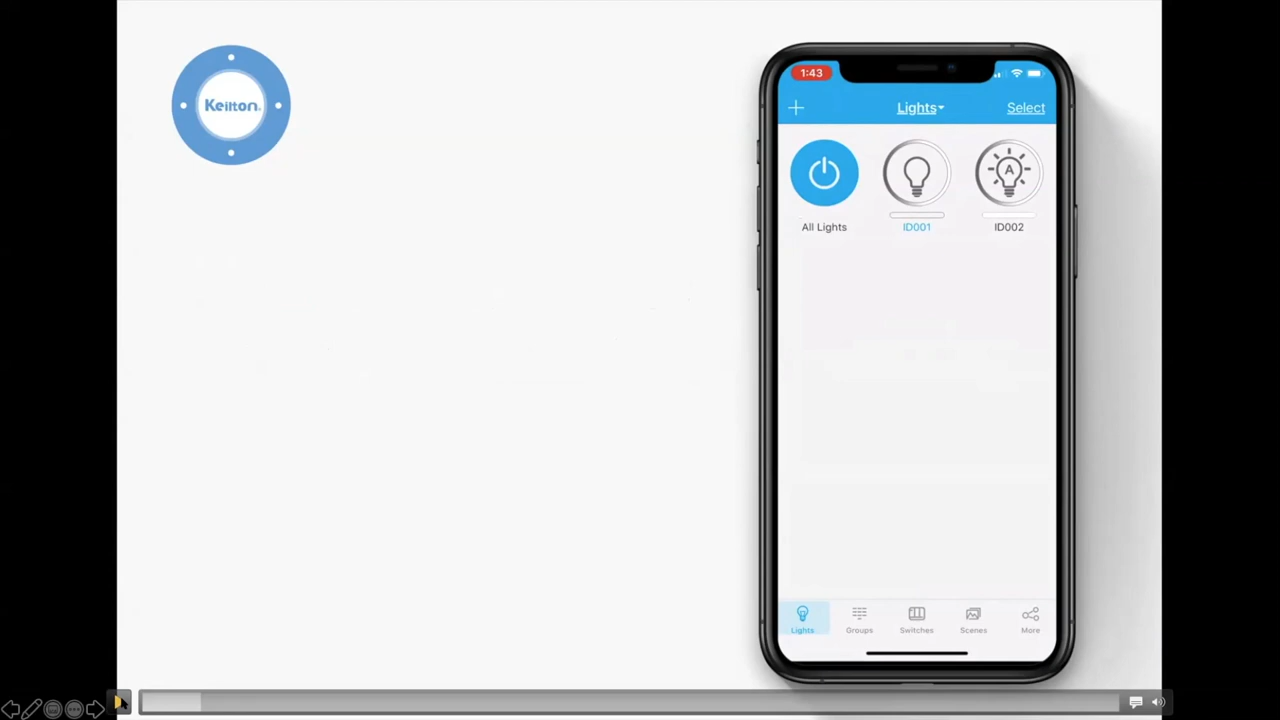 Keilton
1:43
Lights
Select
A
All Lights
ID001
ID002
Lights
Groups
Switches
Scenes
More